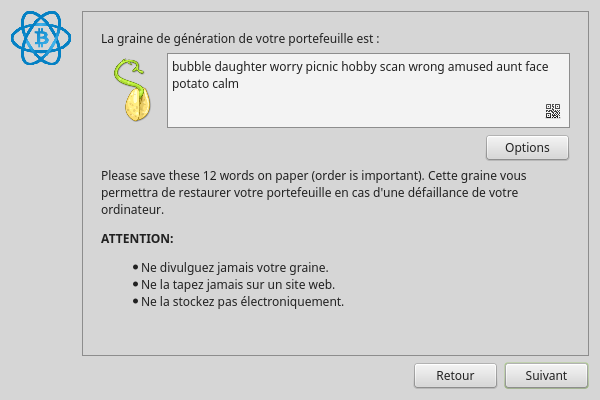 La graine de génération de votre portefeuille est :
bubble daughter worry picnic hobby scan wrong amused aunt face
potato calm
Options
Please save these 12 words on paper (order is important). Cette graine vous
permettra de restaurer votre portefeuille en cas d'une défaillance de votre
ordinateur.
ATTENTION:
• Ne divulguez jamais votre graine.
• Ne la tapez jamais sur un site web.
• Ne la stockez pas électroniquement.
Retour
Suivant